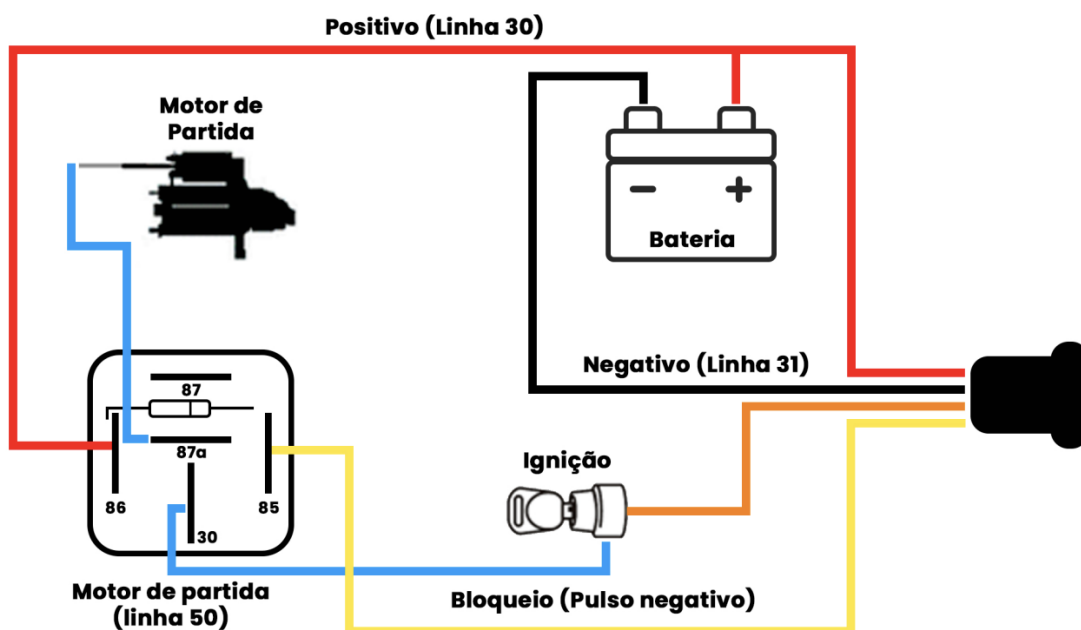 Positivo (Linha 30)
Motor de
Partida
− +
Bateria
Negativo (Linha 31)
87
87a
86
85
30
Ignição
Motor de partida
(linha 50)
Bloqueio (Pulso negativo)